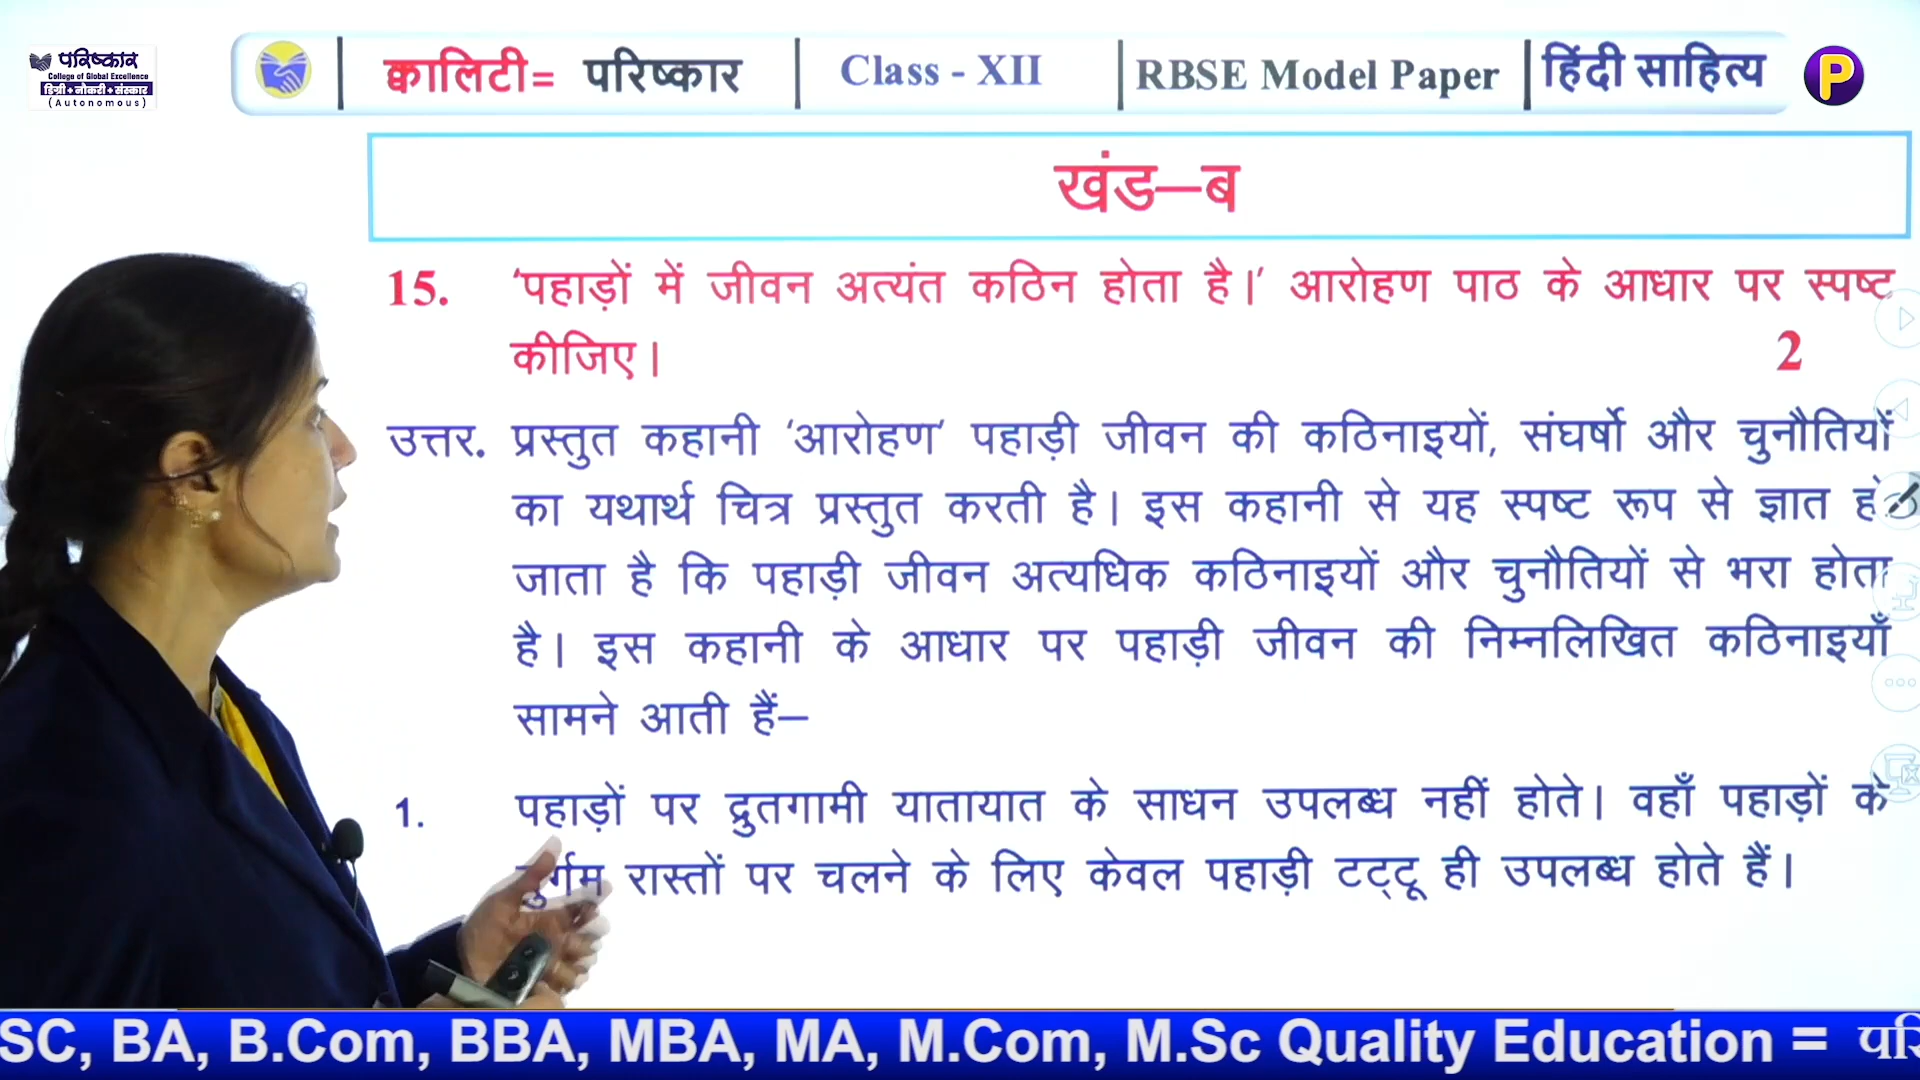 परिष्कार
College of Global Excellence
डिग्री + नौकरी + संस्कार
(Autonomous)
क्वालिटी= परिष्कार
Class - XII
RBSE Model Paper
हिंदी साहित्य
P
खंड–ब
15. ‘पहाड़ों में जीवन अत्यंत कठिन होता है।’ आरोहण पाठ के आधार पर स्पष्ट
कीजिए। 2
उत्तर. प्रस्तुत कहानी ‘आरोहण’ पहाड़ी जीवन की कठिनाइयों, संघर्षो और चुनौतियों
का यथार्थ चित्र प्रस्तुत करती है। इस कहानी से यह स्पष्ट रूप से ज्ञात हो
जाता है कि पहाड़ी जीवन अत्यधिक कठिनाइयों और चुनौतियों से भरा होता
है। इस कहानी के आधार पर पहाड़ी जीवन की निम्नलिखित कठिनाइयाँ
सामने आती हैं–
1. पहाड़ों पर द्रुतगामी यातायात के साधन उपलब्ध नहीं होते। वहाँ पहाड़ों के
दुर्गम रास्तों पर चलने के लिए केवल पहाड़ी टट्टू ही उपलब्ध होते हैं।
SC, BA, B.Com, BBA, MBA, MA, M.Com, M.Sc Quality Education =